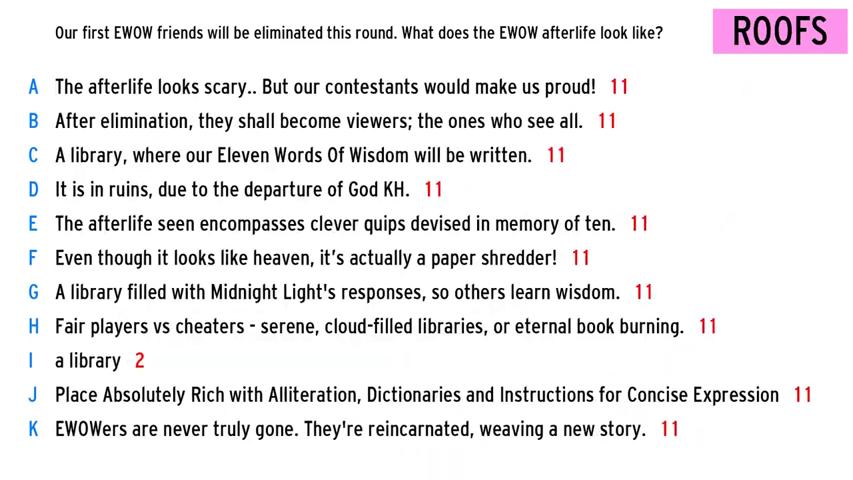 Our first EWOW friends will be eliminated this round. What does the EWOW afterlife look like?
ROOFS
A The afterlife looks scary.. But our contestants would make us proud! 11
B After elimination, they shall become viewers; the ones who see all. 11
C A library, where our Eleven Words Of Wisdom will be written. 11
D It is in ruins, due to the departure of God KH. 11
E The afterlife seen encompasses clever quips devised in memory of ten. 11
F Even though it looks like heaven, it's actually a paper shredder! 11
G A library filled with Midnight Light's responses, so others learn wisdom. 11
H Fair players vs cheaters - serene, cloud-filled libraries, or eternal book burning. 11
I a library 2
J Place Absolutely Rich with Alliteration, Dictionaries and Instructions for Concise Expression 11
K EWOWers are never truly gone. They're reincarnated, weaving a new story. 11